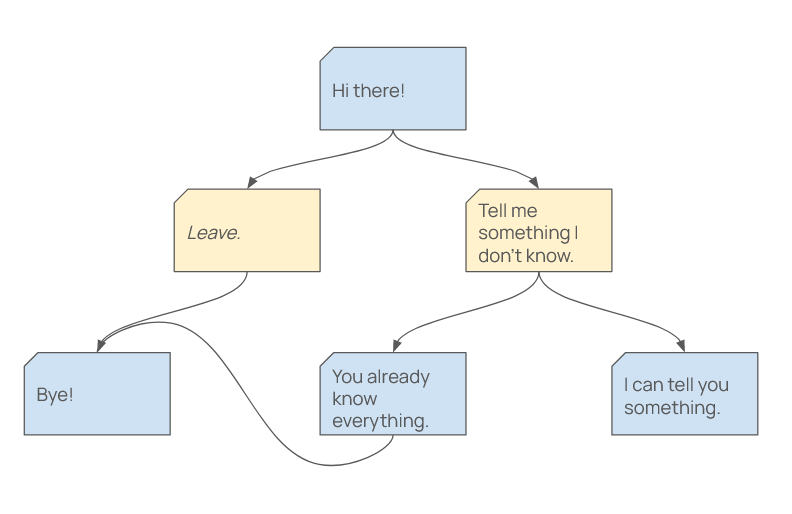 Hi there!
Leave.
Tell me
something I
don't know.
Bye!
You already
know
everything.
I can tell you
something.